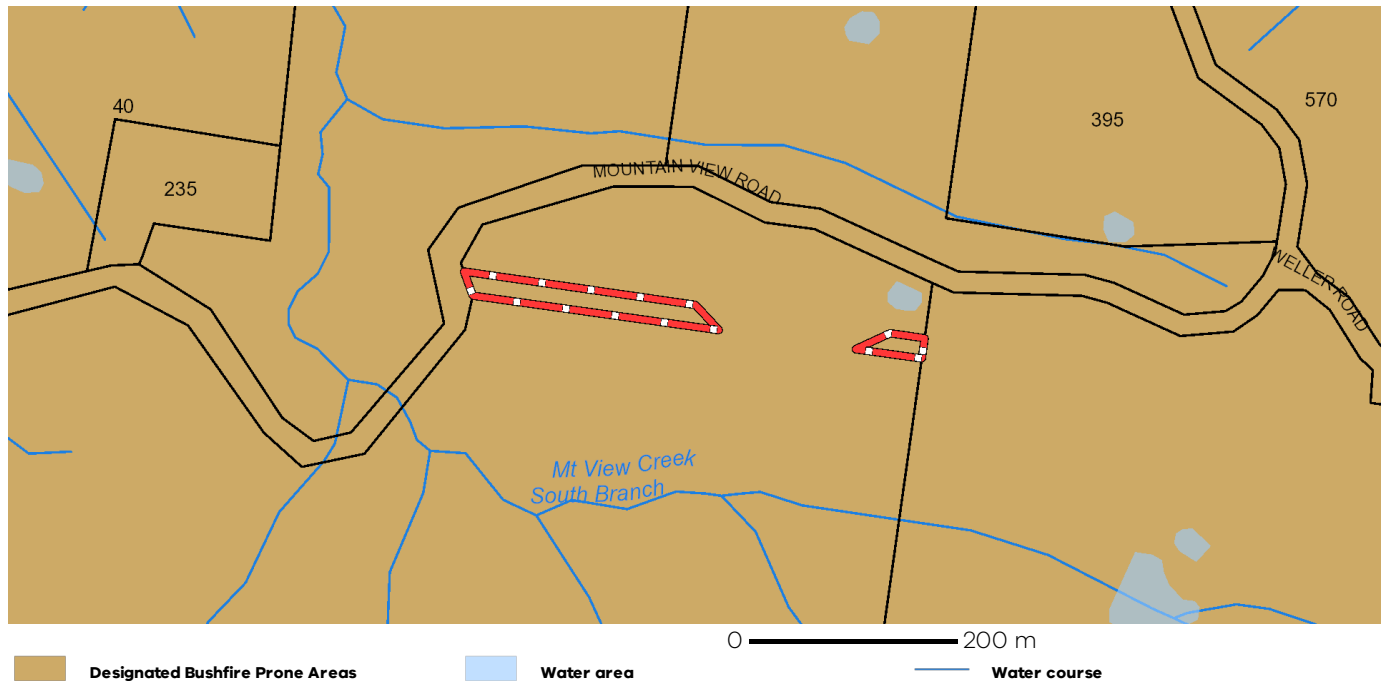 570
40
395
MOUNTAIN VIEW ROAD
235
WELLER ROAD
Mt View Creek
South Branch
0 200 m
Designated Bushfire Prone Areas
Water area
Water course